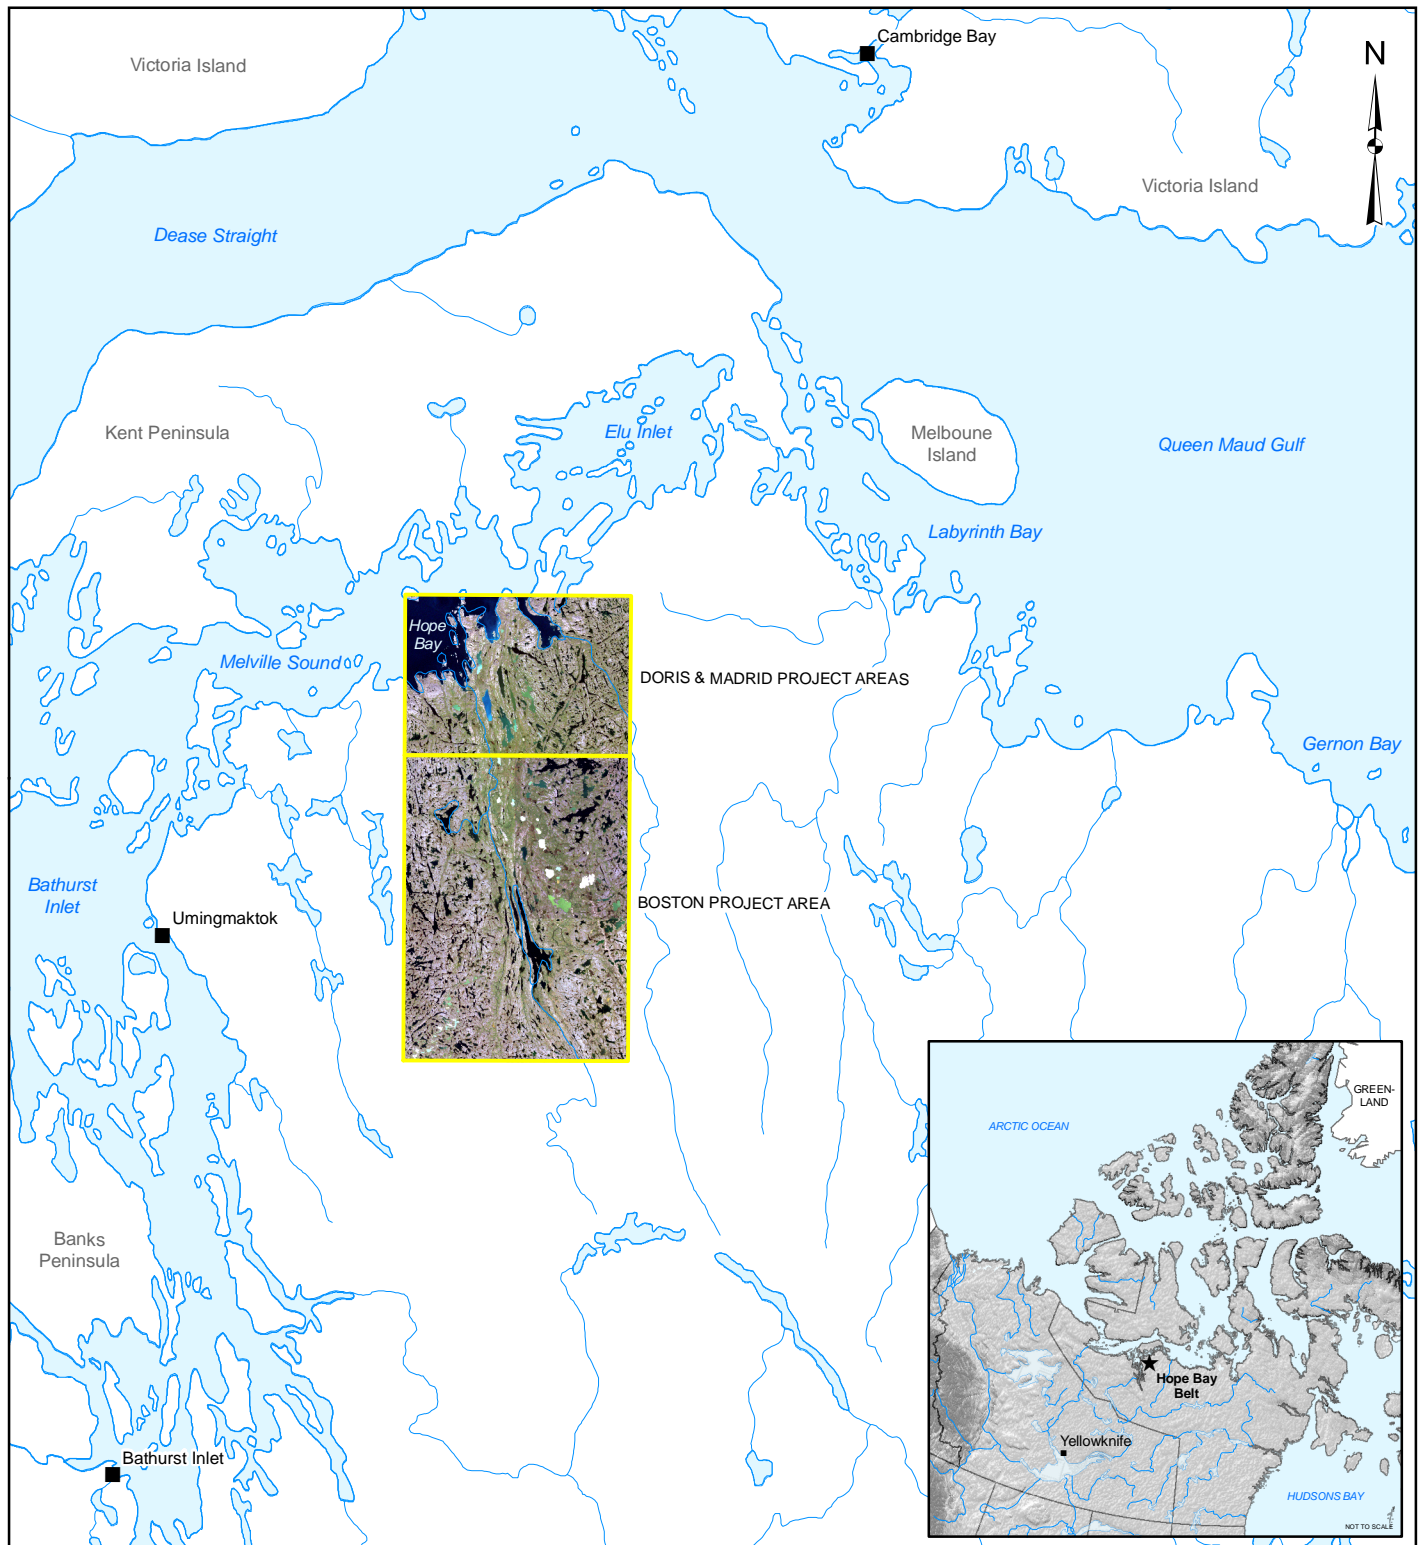 Cambridge Bay
Victoria Island
N
Victoria Island
Dease Straight
Kent Peninsula
Elu Inlet
Melboune
Island
Queen Maud Gulf
Labyrinth Bay
Hope
Bay
Melville Sound
DORIS & MADRID PROJECT AREAS
Gernon Bay
Bathurst
Inlet
BOSTON PROJECT AREA
Umingmaktok
GREEN-
LAND
ARCTIC OCEAN
Banks
Peninsula
Hope Bay
Belt
Yellowknife
Bathurst Inlet
HUDSONS BAY
NOT TO SCALE